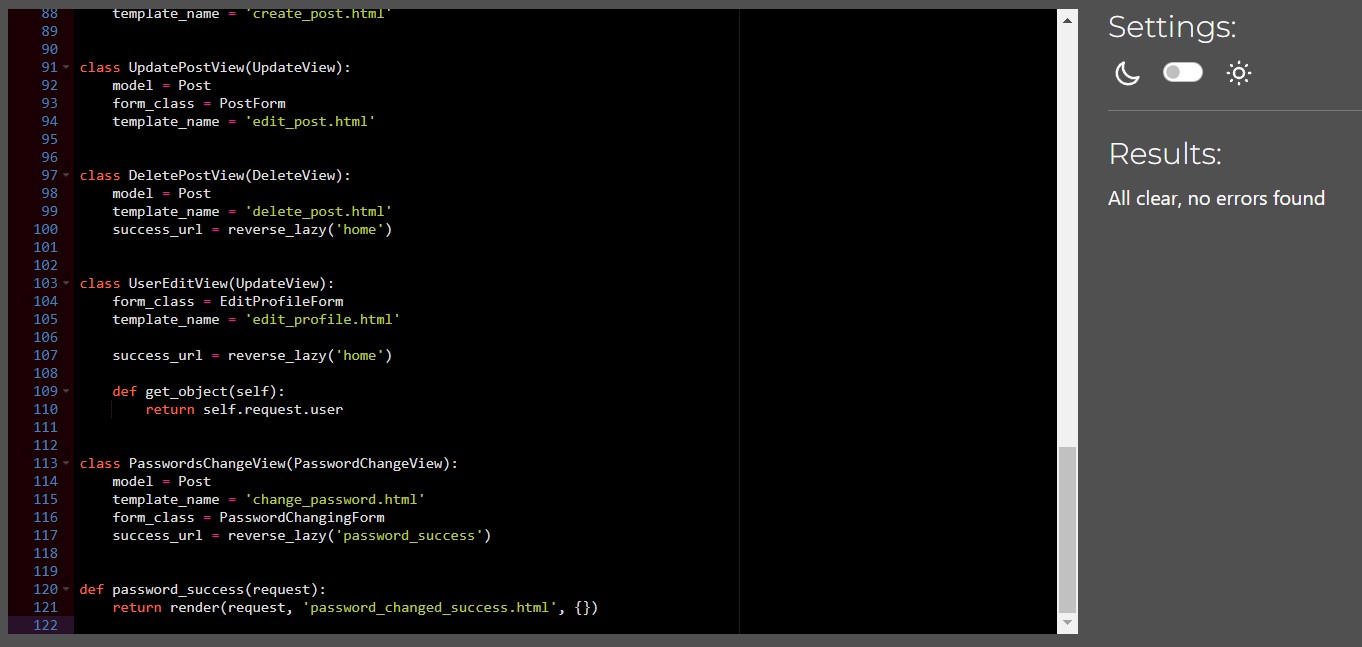 88 template_name = 'create_post.html'
89
90
91 class UpdatePostView(UpdateView):
92     model = Post
93     form_class = PostForm
94     template_name = 'edit_post.html'
95
96
97 class DeletePostView(DeleteView):
98     model = Post
99     template_name = 'delete_post.html'
100     success_url = reverse_lazy('home')
101
102
103 class UserEditView(UpdateView):
104     form_class = EditProfileForm
105     template_name = 'edit_profile.html'
106
107     success_url = reverse_lazy('home')
108
109     def get_object(self):
110         return self.request.user
111
112
113 class PasswordsChangeView(PasswordChangeView):
114     model = Post
115     template_name = 'change_password.html'
116     form_class = PasswordChangingForm
117     success_url = reverse_lazy('password_success')
118
119
120 def password_success(request):
121     return render(request, 'password_changed_success.html', {})
122
Settings:
Results:
All clear, no errors found